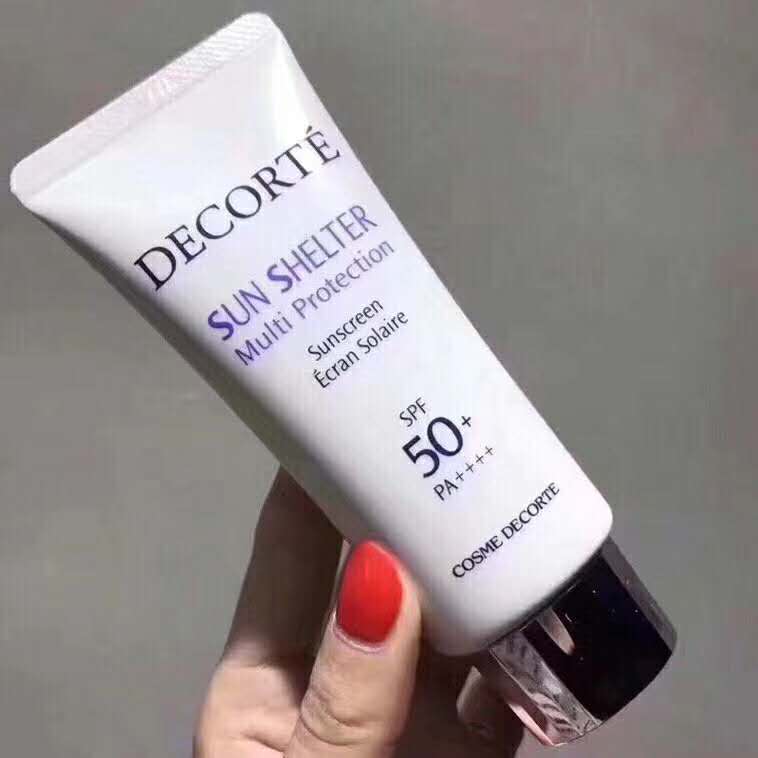 DECORTÉ
SUN SHELTER
Multi Protection
Sunscreen
Écran Solaire
SPF
50+
PA++++
COSME DECORTE